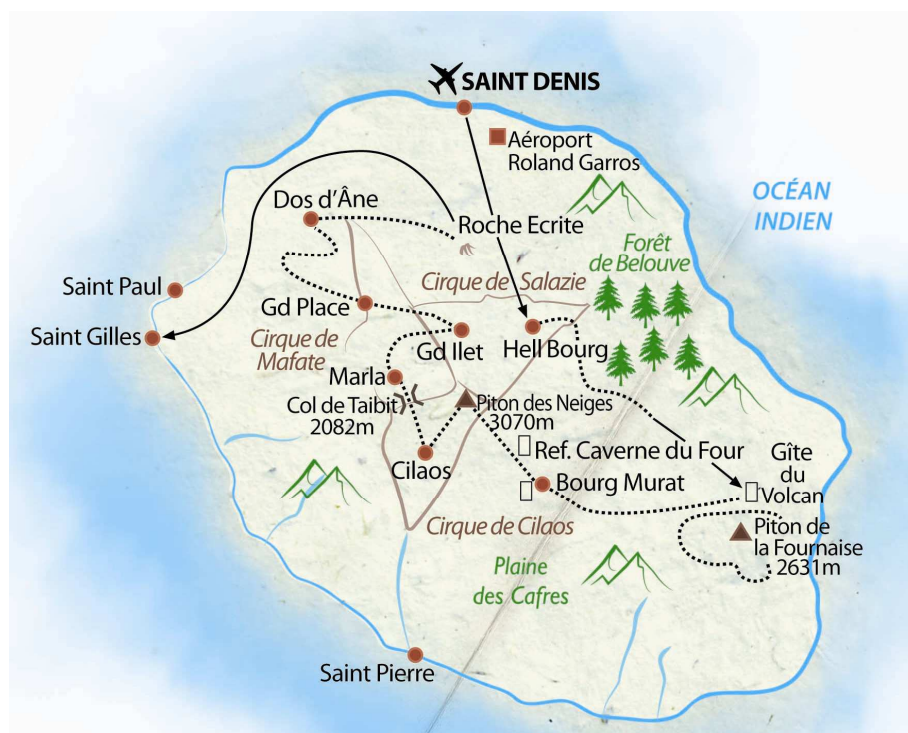 SAINT DENIS
Aéroport
Roland Garros
OCÉAN
INDIEN
Dos d’Âne
Roche Ecrite
Forêt
de Belouve
Cirque de Salazie
Saint Paul
Gd Place
Saint Gilles
Cirque de
Mafate
Gd Ilet
Hell Bourg
Marla
Col de Taibit
2082m
Piton des Neiges
3070m
Cilaos
Ref. Caverne du Four
Gîte
du
Volcan
Bourg Murat
Cirque de Cilaos
Piton de
la Fournaise
2631m
Plaine
des Cafres
Saint Pierre